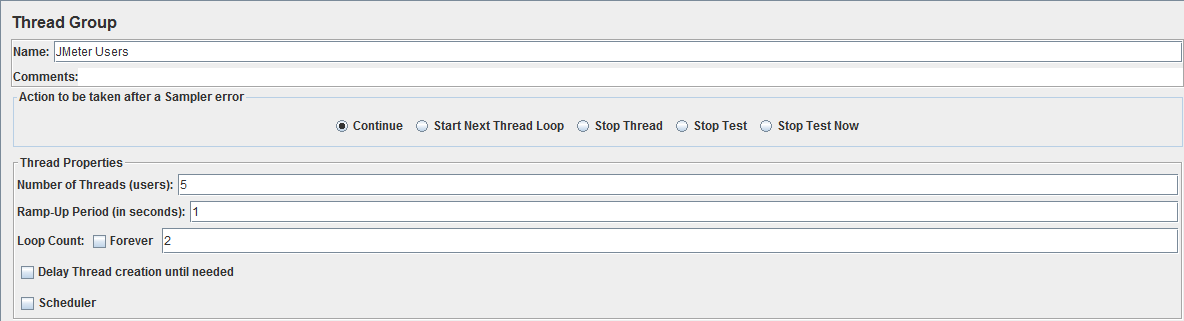 Thread Group
Name: JMeter Users
Comments:
Action to be taken after a Sampler error
Continue Start Next Thread Loop Stop Thread Stop Test Stop Test Now
Thread Properties
Number of Threads (users): 5
Ramp-Up Period (in seconds): 1
Loop Count: Forever 2
Delay Thread creation until needed
Scheduler